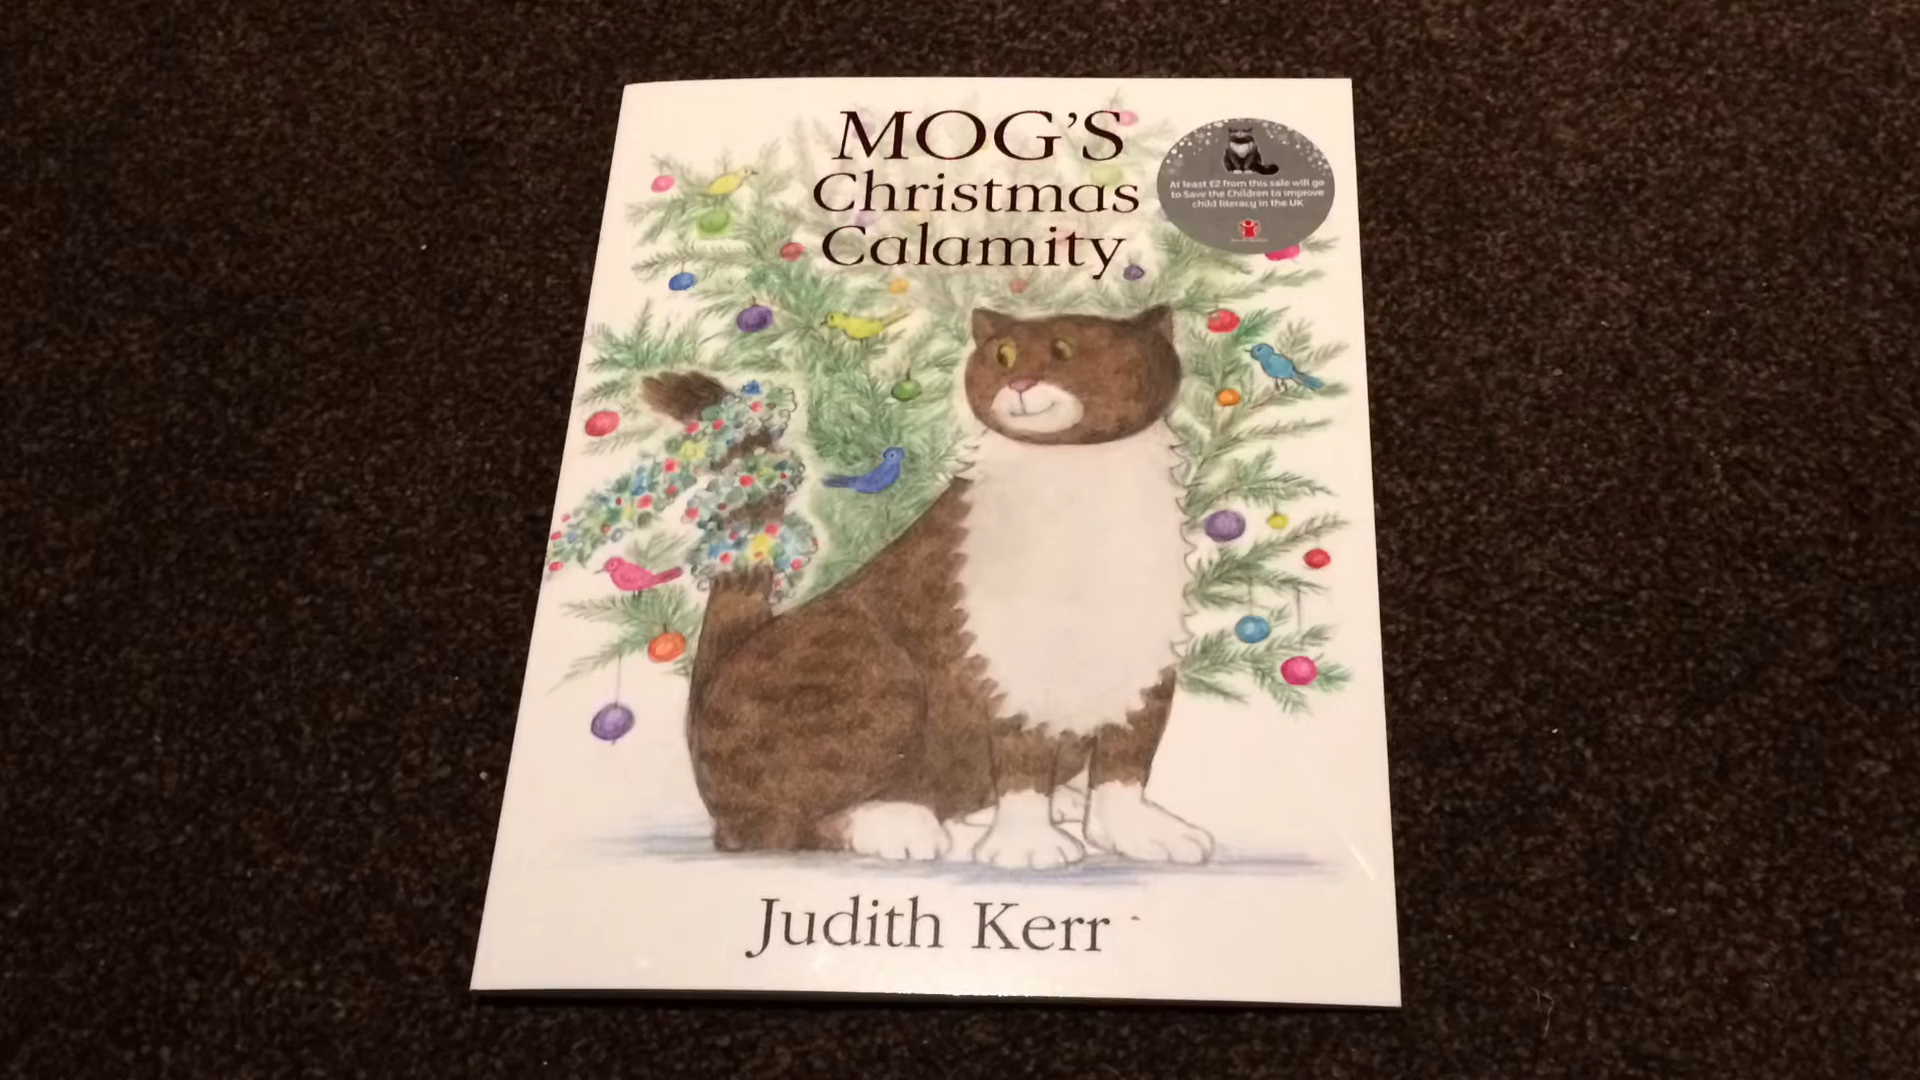 MOG'S
Christmas
Calamity
At least £2 from this sale will go
to Save the Children to improve
child literacy in the UK
Judith Kerr